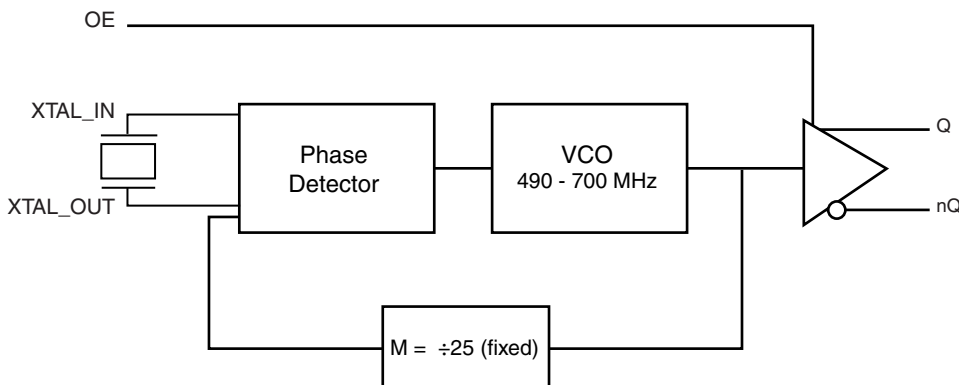 OE
XTAL_IN
XTAL_OUT
Phase
Detector
VCO
490 - 700 MHz
Q
nQ
M = ÷25 (fixed)